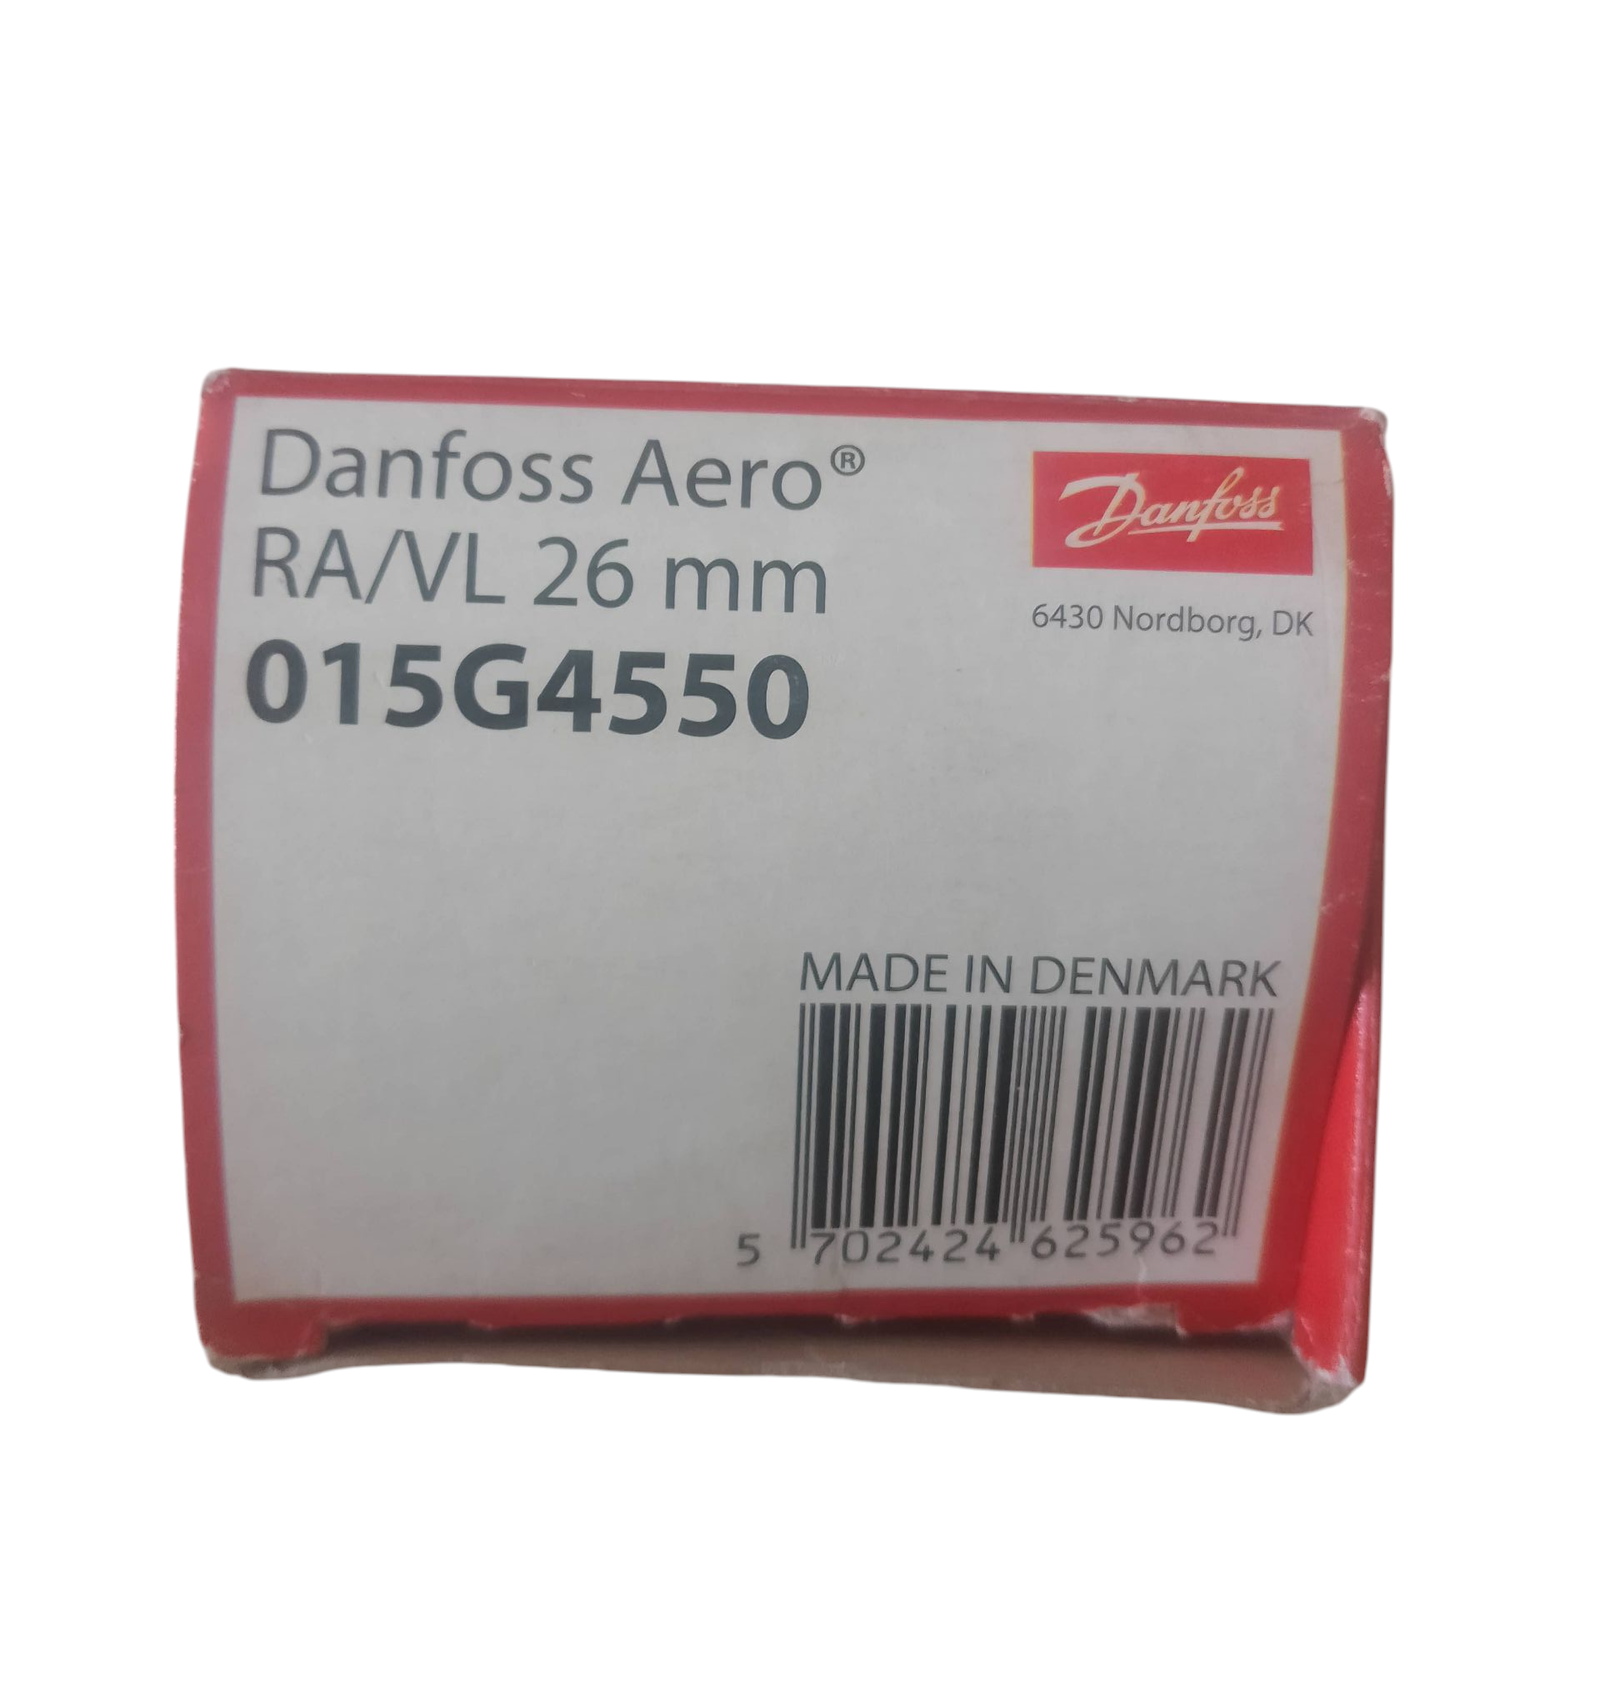 Danfoss Aero®
RA/VL 26 mm
015G4550
Danfoss
6430 Nordborg, DK
MADE IN DENMARK
5 702424 625962